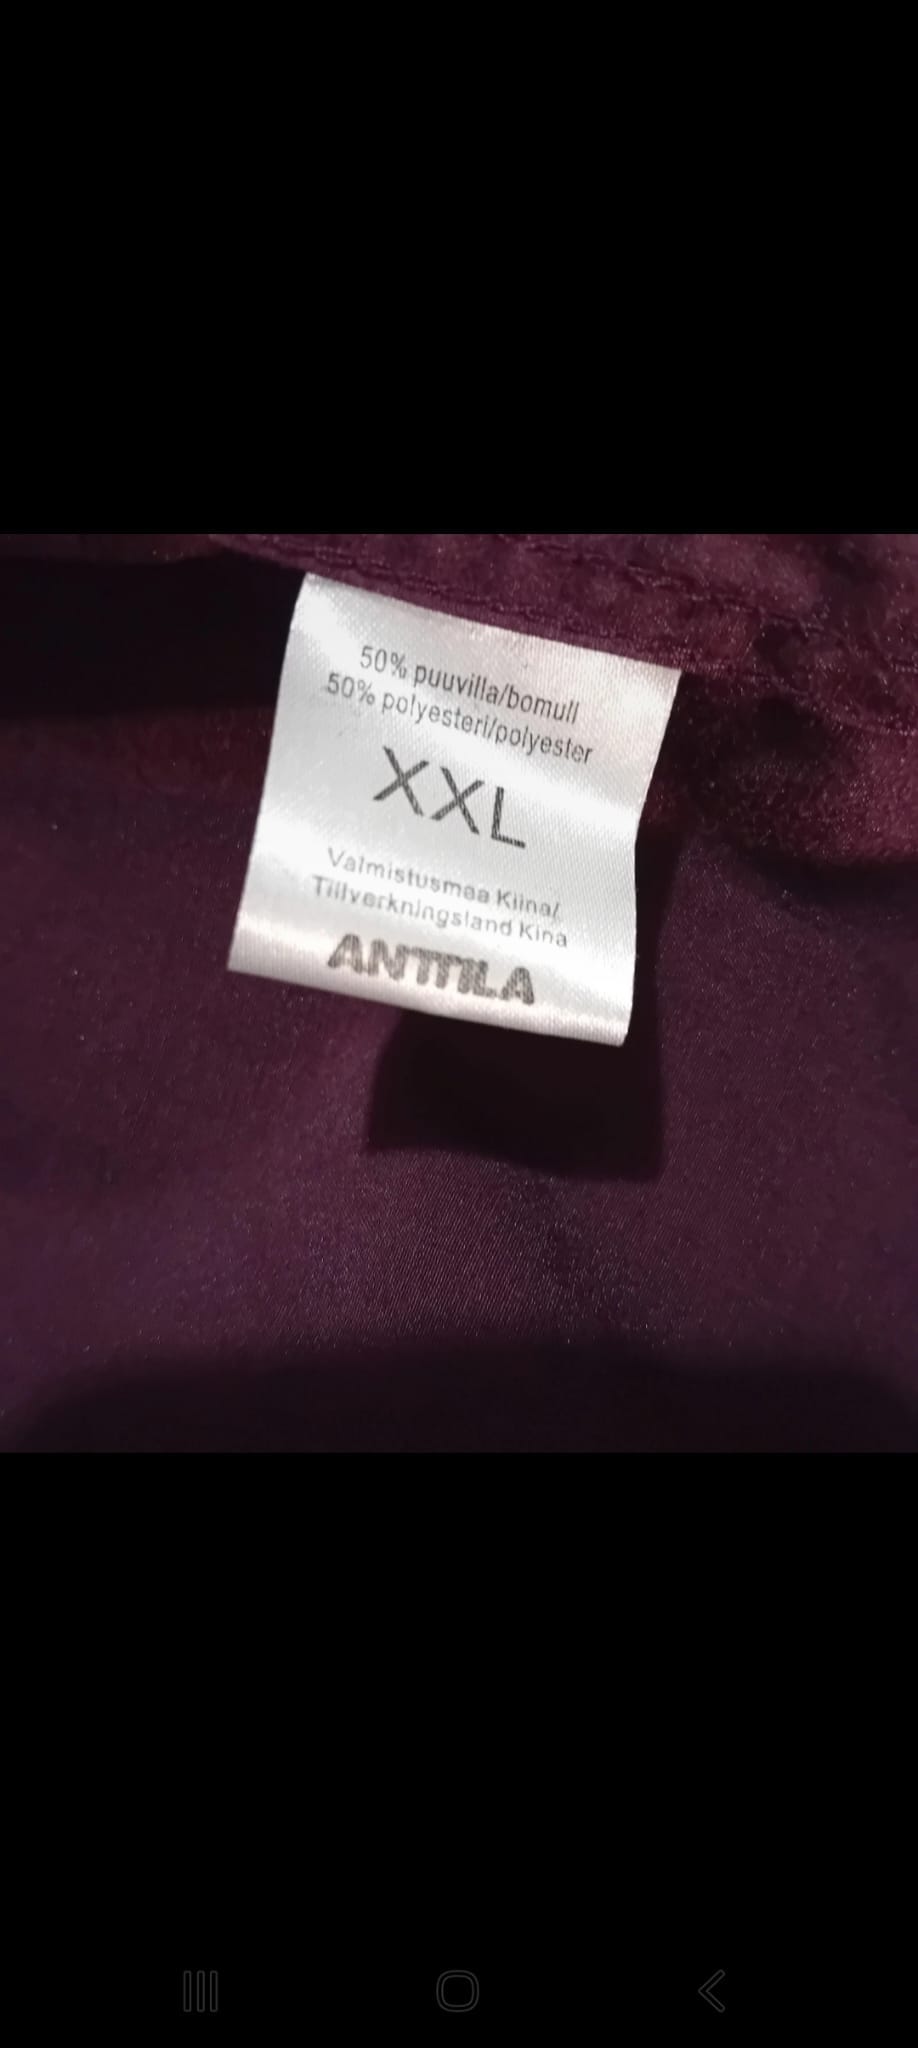 50% puuvilla/bomull
50% polyesteri/polyester
XXL
Valmistusmaa Kiina/
Tillverkningsland Kina
ANTTILA